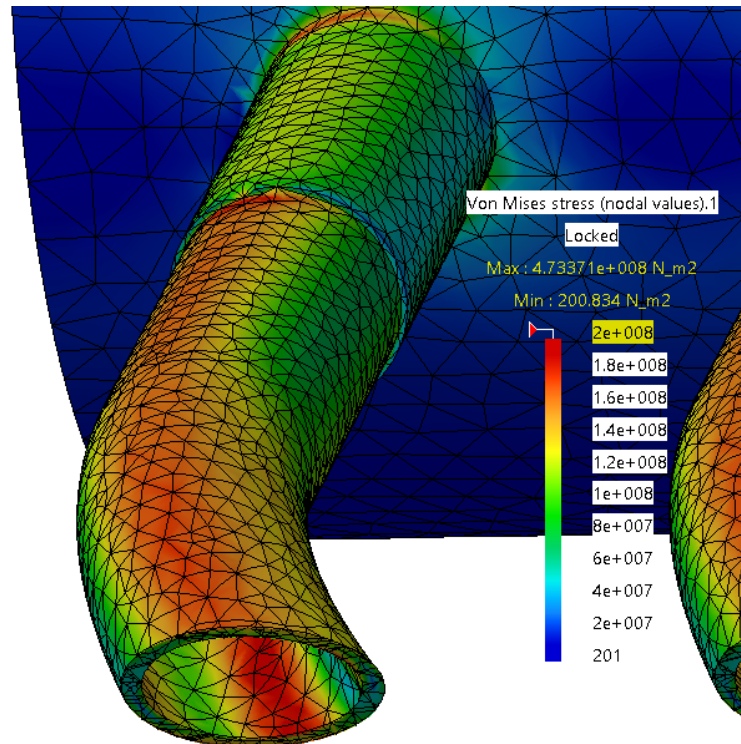 Von Mises stress (nodal values).1
Locked
Max : 4.73371e+008 N_m2
Min : 200.834 N_m2
2e+008
1.8e+008
1.6e+008
1.4e+008
1.2e+008
1e+008
8e+007
6e+007
4e+007
2e+007
201